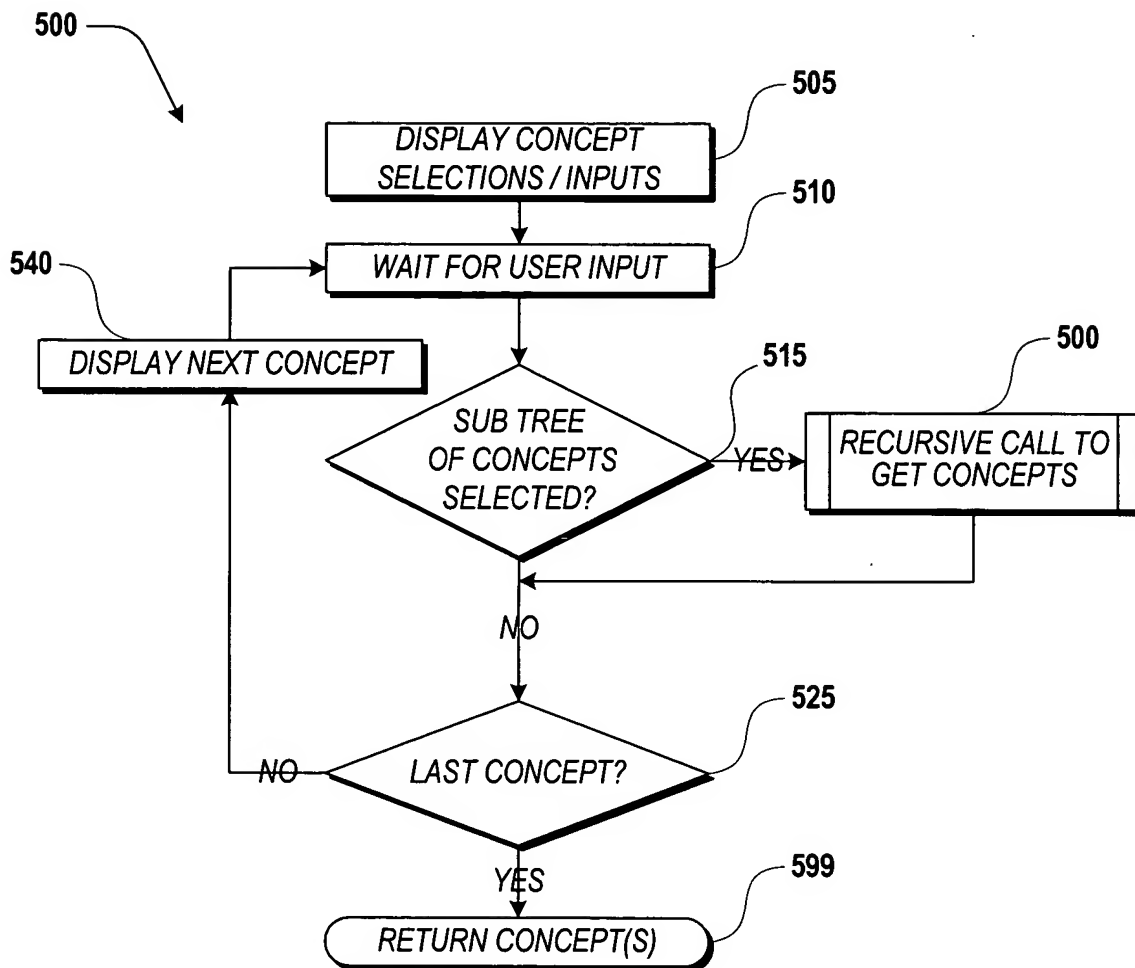 500
505
DISPLAY CONCEPT
SELECTIONS / INPUTS
510
WAIT FOR USER INPUT
540
DISPLAY NEXT CONCEPT
515
SUB TREE
OF CONCEPTS
SELECTED?
YES
500
RECURSIVE CALL TO
GET CONCEPTS
NO
525
LAST CONCEPT?
NO
YES
599
RETURN CONCEPT(S)